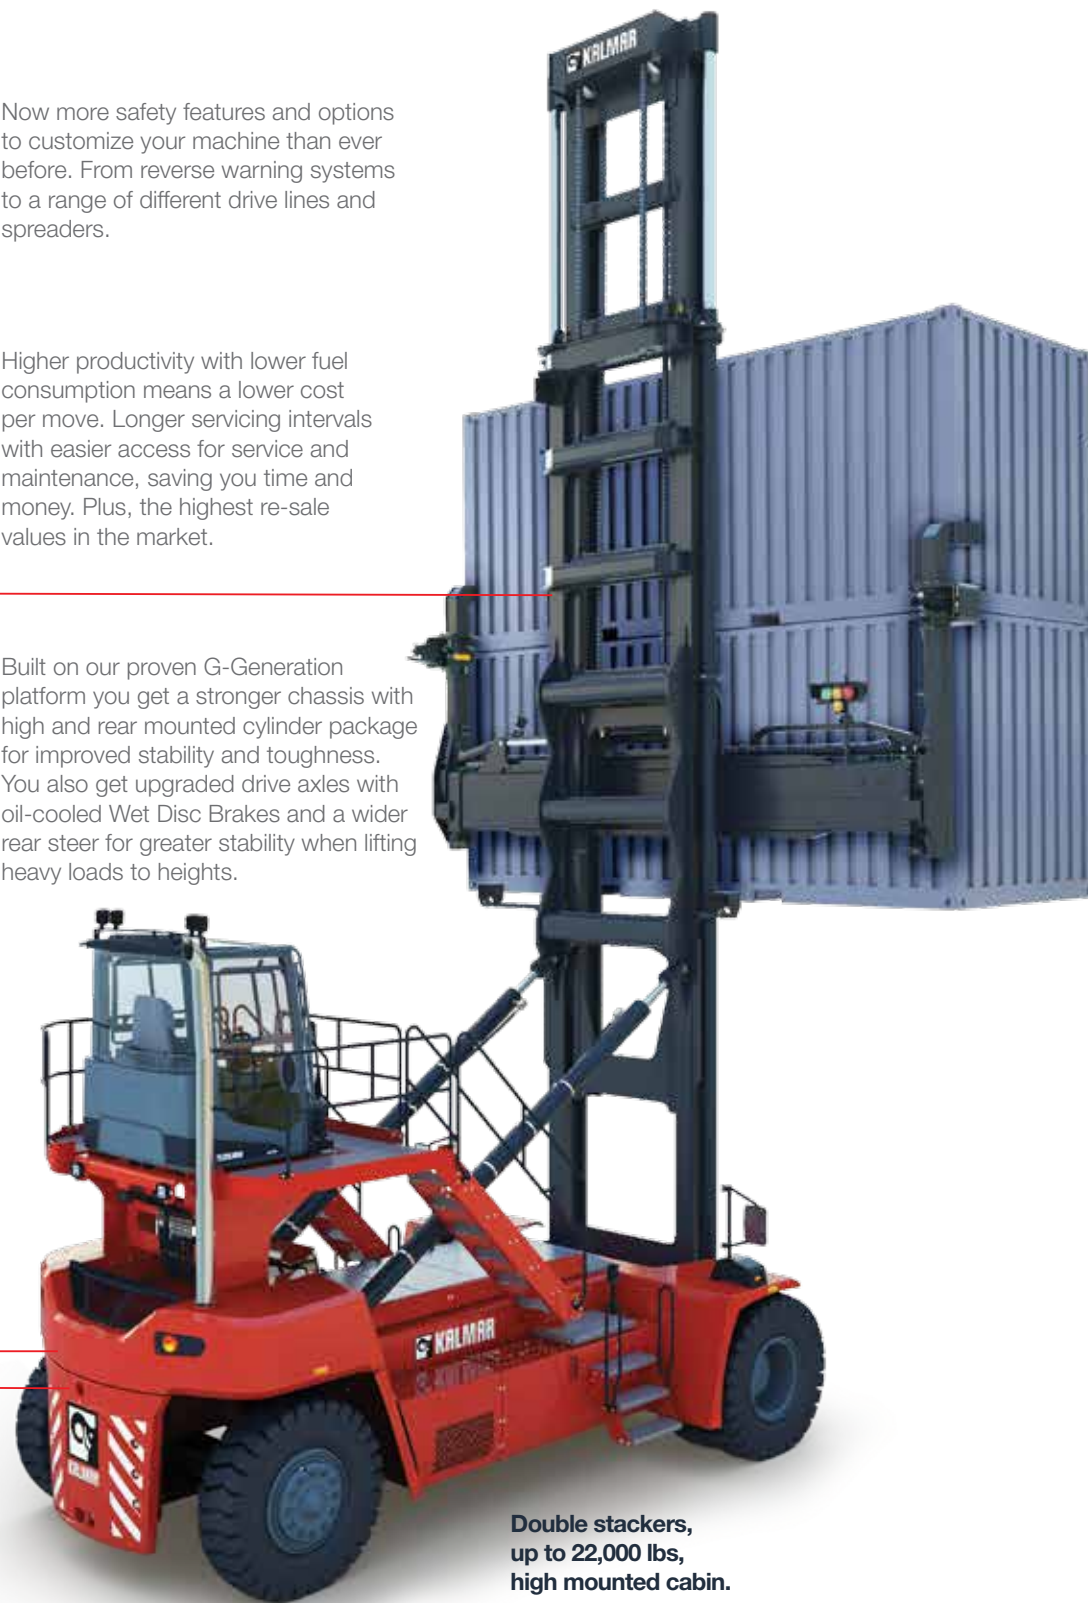 KALMAR
Now more safety features and options
to customize your machine than ever
before. From reverse warning systems
to a range of different drive lines and
spreaders.
Higher productivity with lower fuel
consumption means a lower cost
per move. Longer servicing intervals
with easier access for service and
maintenance, saving you time and
money. Plus, the highest re-sale
values in the market.
Built on our proven G-Generation
platform you get a stronger chassis with
high and rear mounted cylinder package
for improved stability and toughness.
You also get upgraded drive axles with
oil-cooled Wet Disc Brakes and a wider
rear steer for greater stability when lifting
heavy loads to heights.
KALMAR
KALMAR
Double stackers,
up to 22,000 lbs,
high mounted cabin.